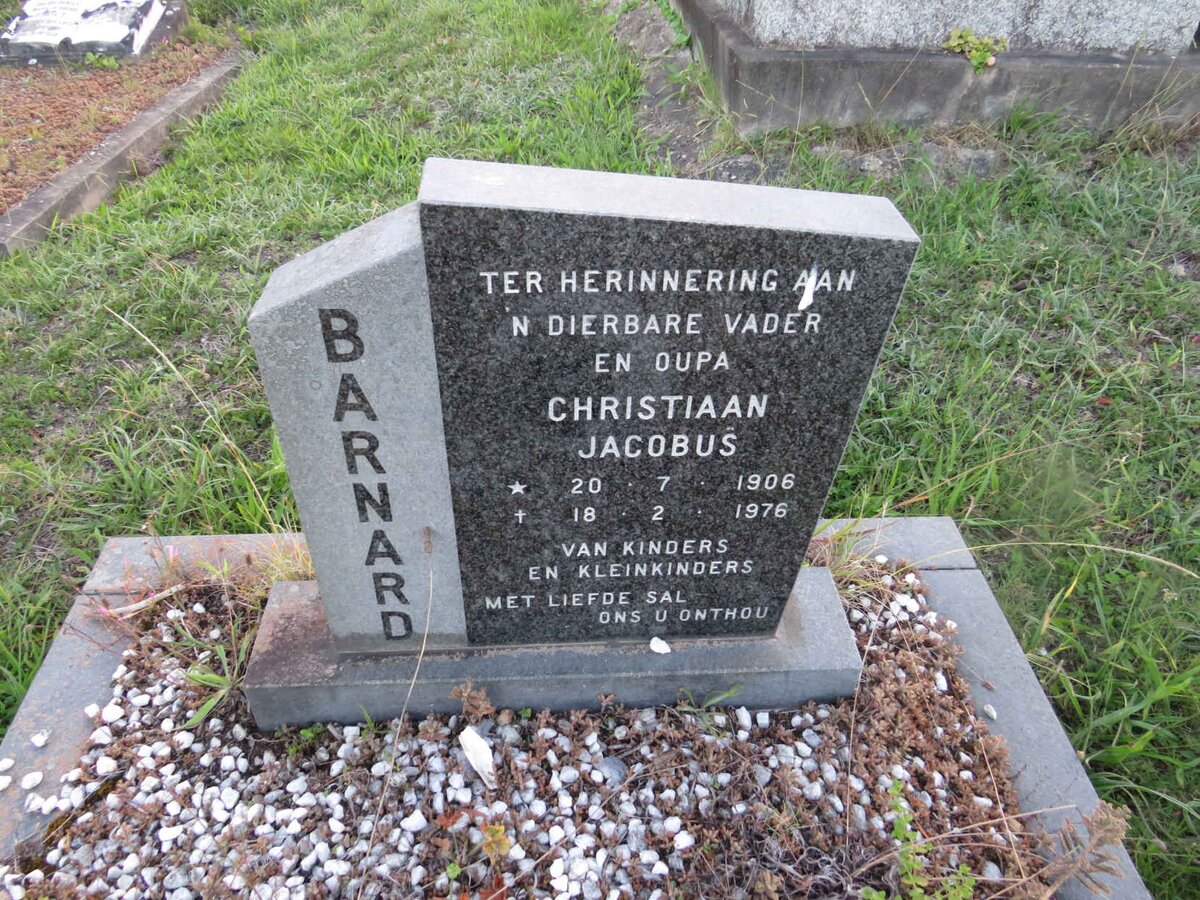 BARNARD
TER HERINNERING AAN
'N DIERBARE VADER
EN OUPA
CHRISTIAAN
JACOBUS
★ 20 · 7 · 1906
✝ 18 · 2 · 1976
VAN KINDERS
EN KLEINKINDERS
MET LIEFDE SAL
ONS U ONTHOU